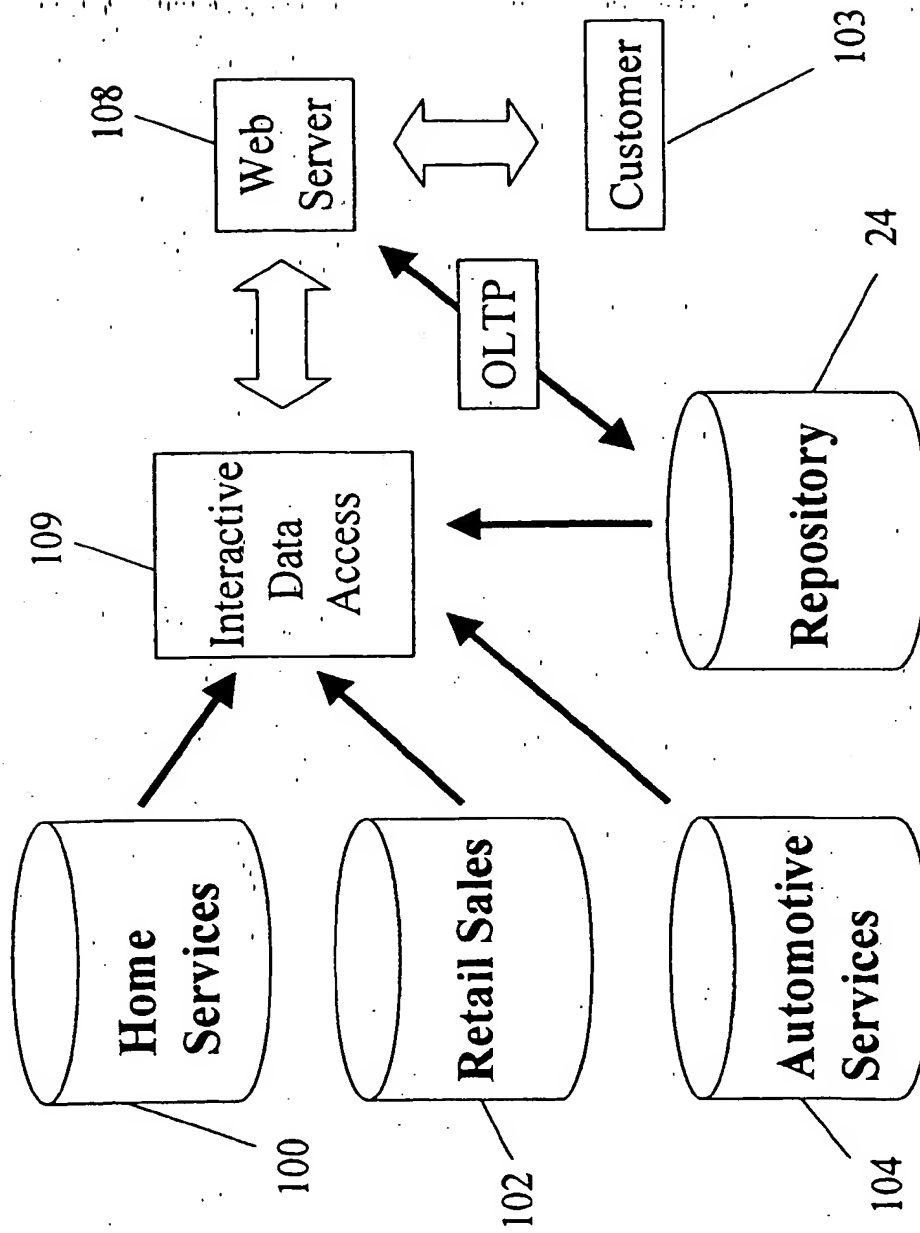 100
Home
Services
109
Interactive
Data
Access
108
Web
Server
102
Retail Sales
OLTP
Customer
103
104
Automotive
Services
Repository
24